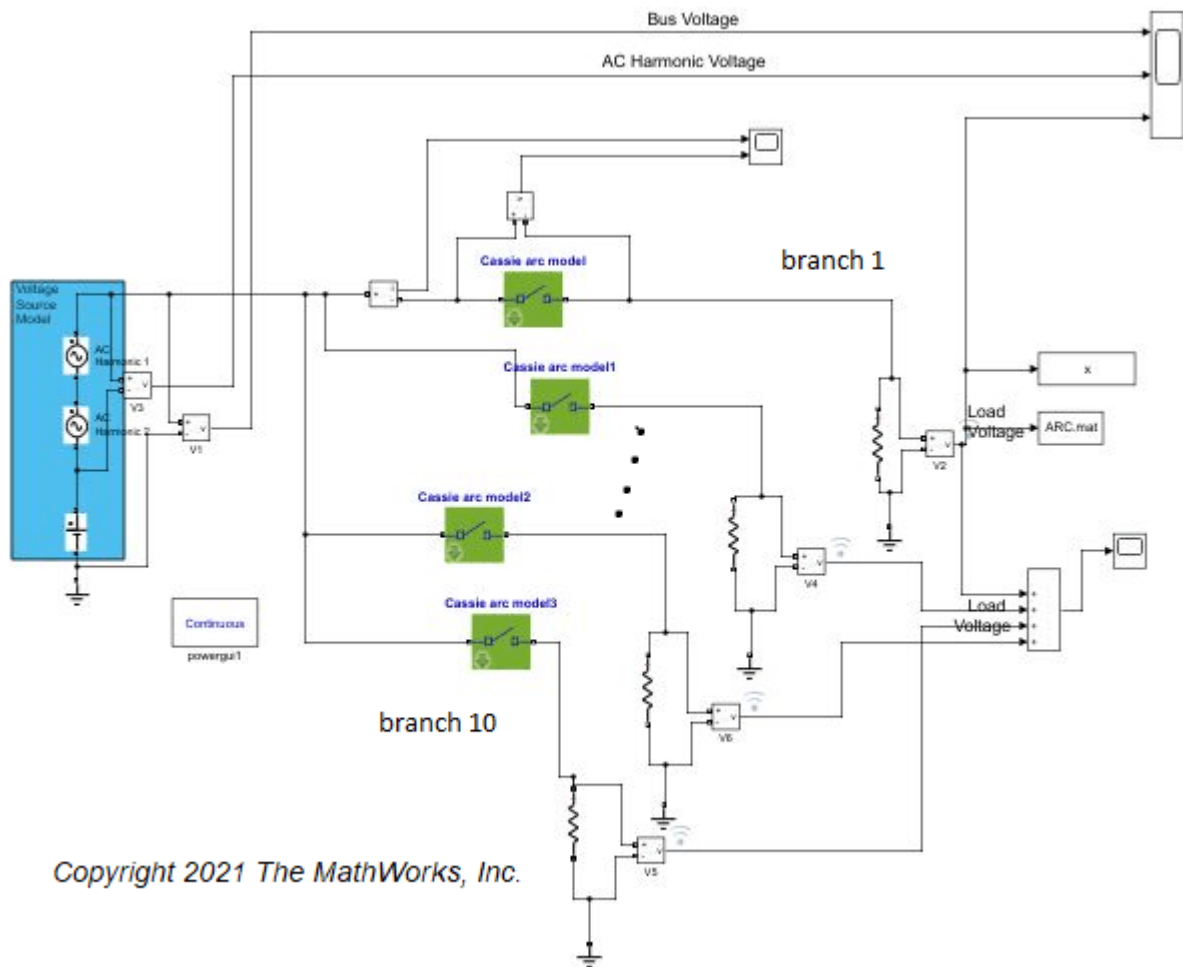 Bus Voltage
AC Harmonic Voltage
Cassie arc model
branch 1
Voltage
Source
Model
AC
Harmonic 1
V3
AC
Harmonic 2
V1
Cassie arc model1
x
Load
Voltage
ARC.mat
V2
Cassie arc model2
V4
Continuous
powergui1
Cassie arc model3
Load
Voltage
V6
branch 10
V5
Copyright 2021 The MathWorks, Inc.